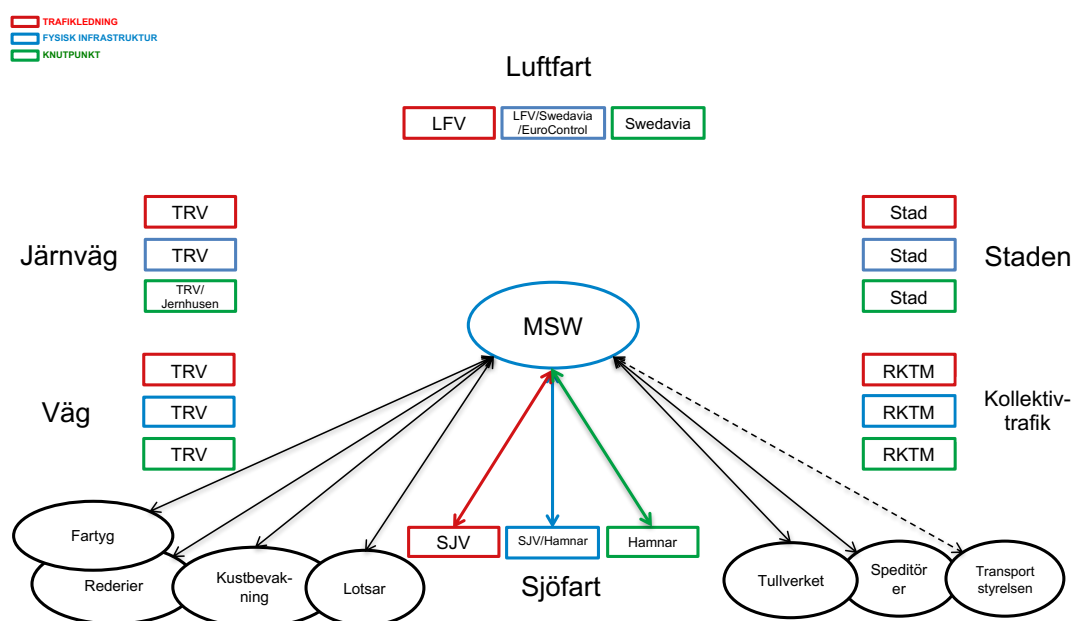 TRAFIKLEDNING
FYSISK INFRASTRUKTUR
KNUTPUNKT
Luftfart
LFV
LFV/Swedavia
/EuroControl
Swedavia
Järnväg
TRV
TRV
TRV/
Jernhusen
Stad
Stad
Stad
Staden
MSW
Väg
TRV
TRV
TRV
RKTM
RKTM
RKTM
Kollektiv-
trafik
Fartyg
Rederier
Kustbevak-
ning
Lotsar
SJV
SJV/Hamnar
Hamnar
Sjöfart
Tullverket
Speditör
er
Transport
styrelsen